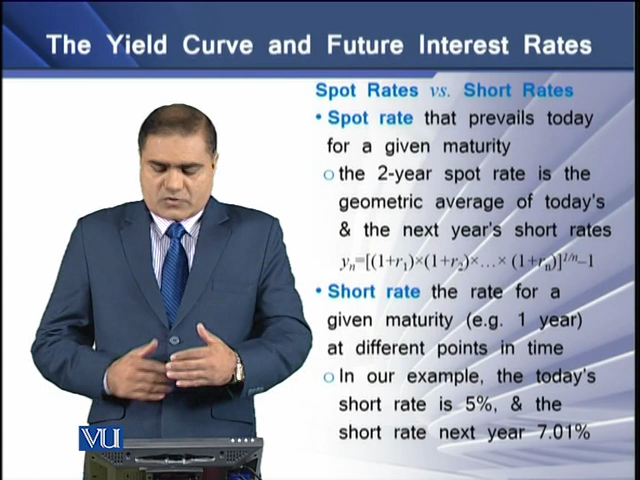 The Yield Curve and Future Interest Rates
Spot Rates vs. Short Rates
• Spot rate that prevails today
for a given maturity
o the 2-year spot rate is the
geometric average of today's
& the next year's short rates
yn=[(1+r1)×(1+r2)×…× (1+rn)]1/n–1
• Short rate the rate for a
given maturity (e.g. 1 year)
at different points in time
o In our example, the today's
short rate is 5%, & the
short rate next year 7.01%
VU